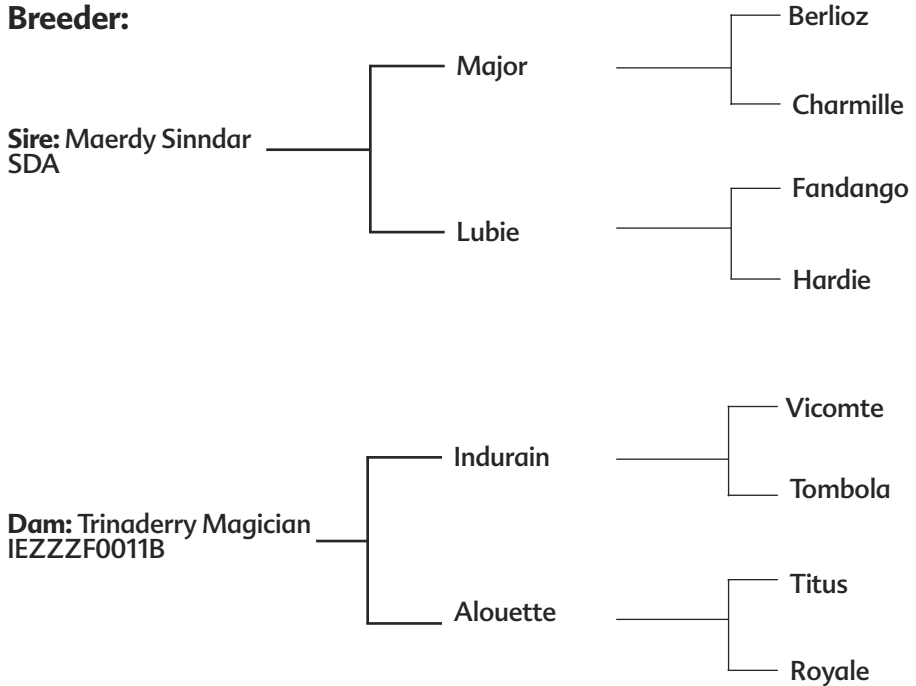 Breeder:
Berlioz
Major
Charmille
Sire: Maerdy Sinndar
SDA
Fandango
Lubie
Hardie
Vicomte
Indurain
Tombola
Dam: Trinaderry Magician
IEZZZF0011B
Titus
Alouette
Royale